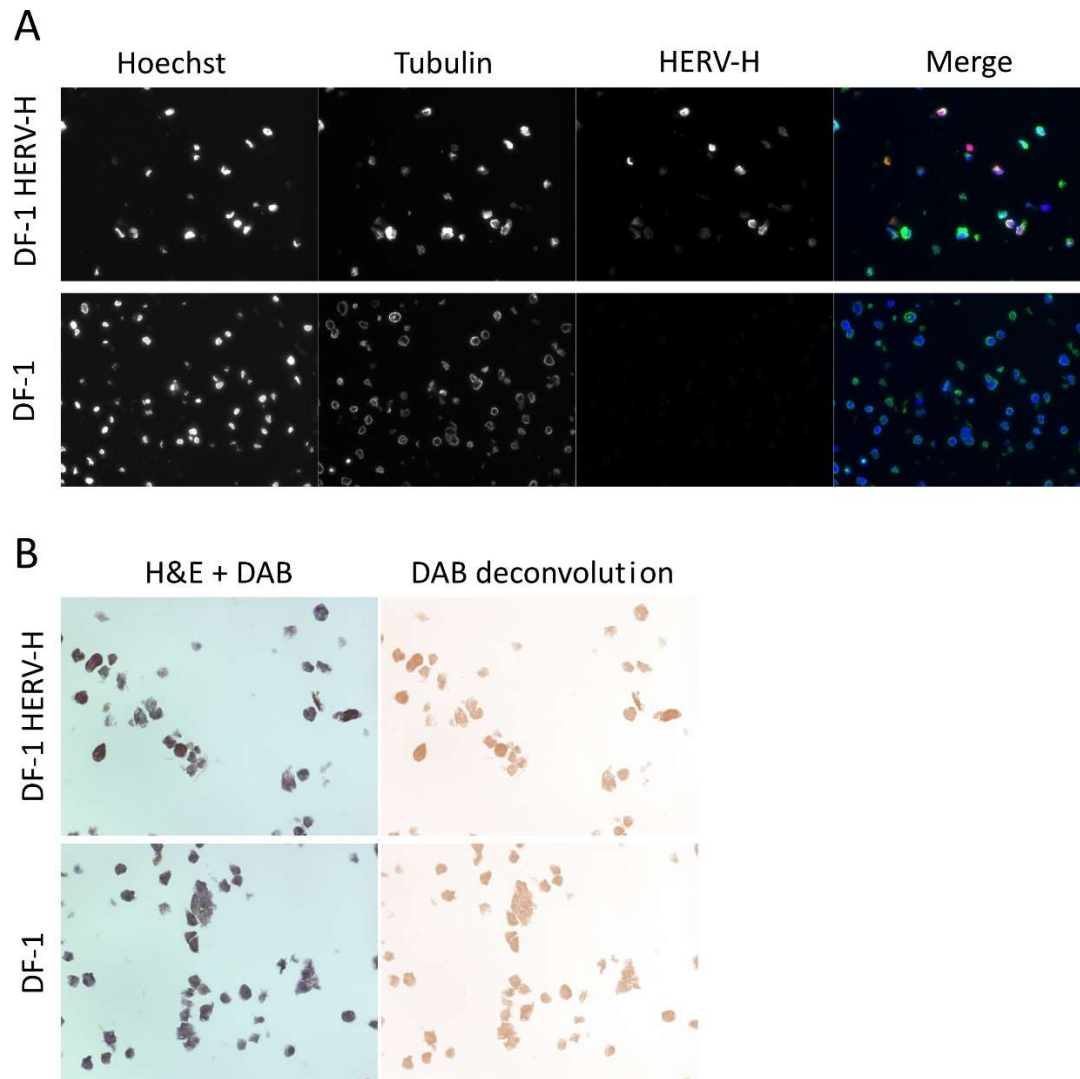 A
Hoechst Tubulin HERV-H Merge
DF-1 HERV-H
DF-1
B
H&E + DAB DAB deconvolution
DF-1 HERV-H
DF-1